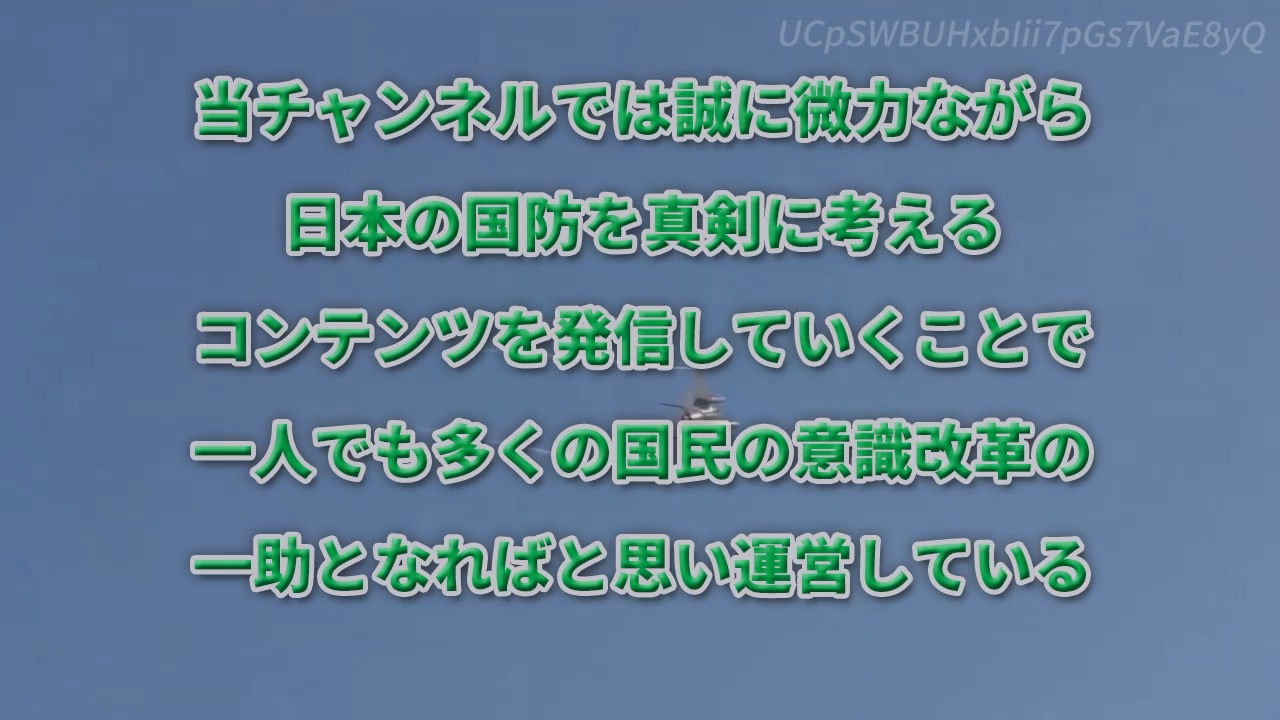 UCpSWBUHxbIii7pGs7VaE8yQ
当チャンネルでは誠に微力ながら
日本の国防を真剣に考える
コンテンツを発信していくことで
一人でも多くの国民の意識改革の
一助となればと思い運営している